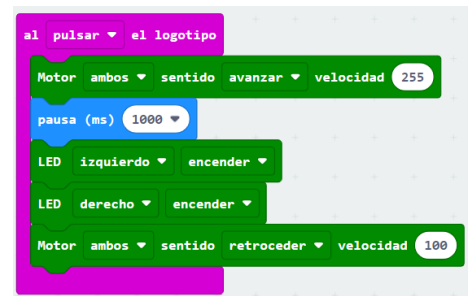 al pulsar el logotipo
Motor ambos sentido avanzar velocidad 255
pausa (ms) 1000
LED izquierdo encender
LED derecho encender
Motor ambos sentido retroceder velocidad 100